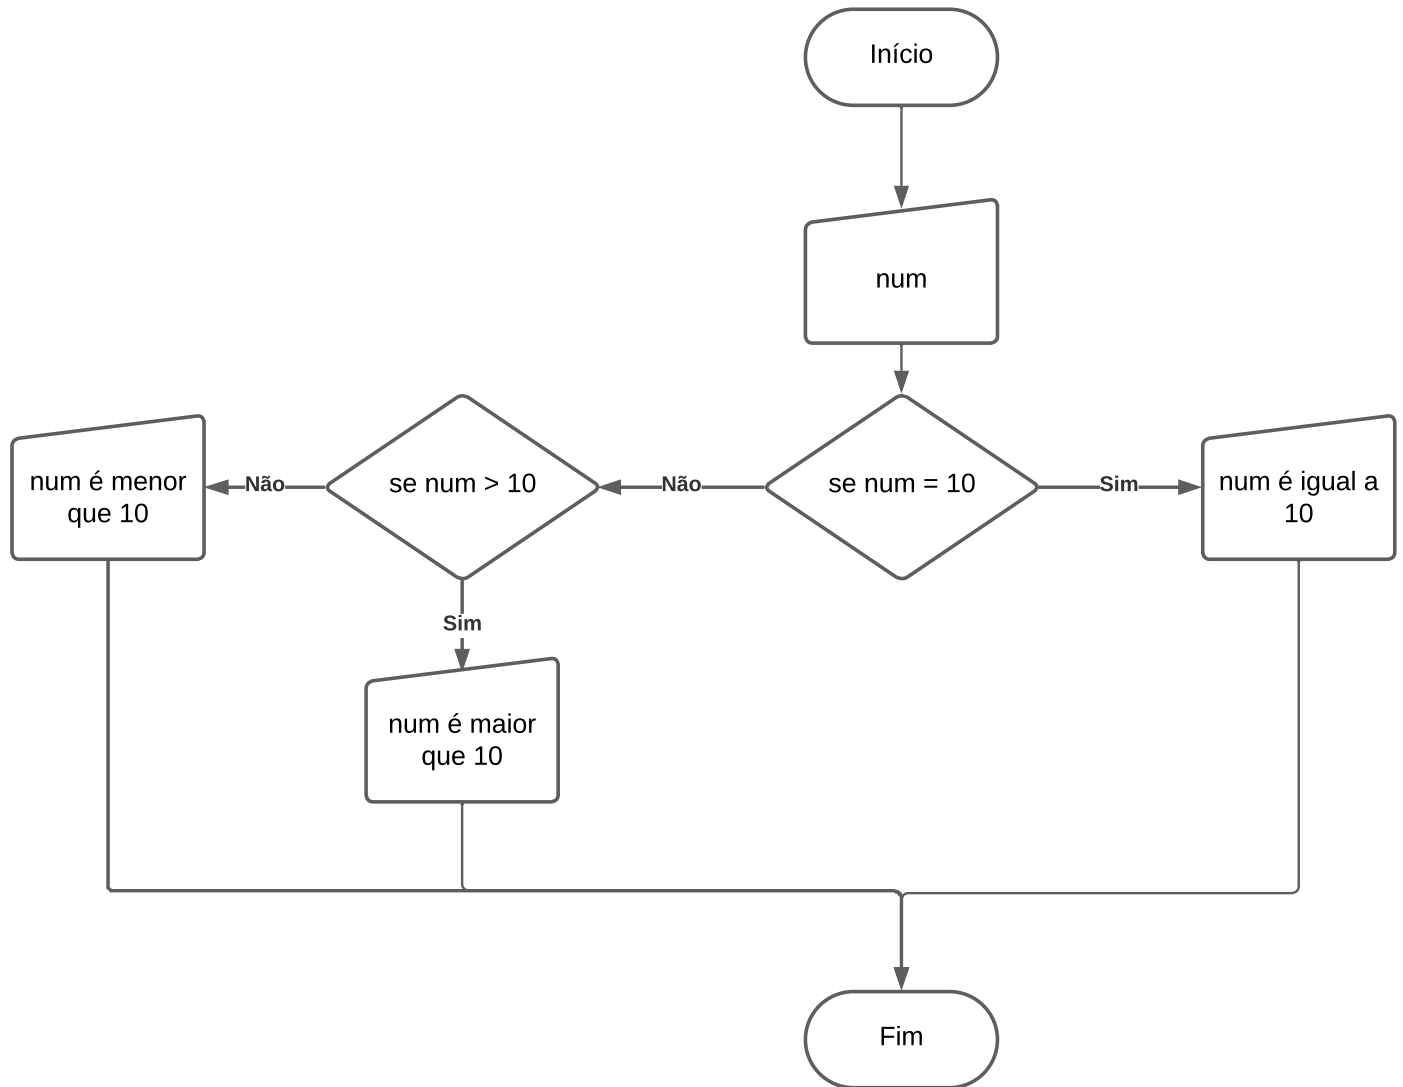 Início
num
se num = 10
Sim
num é igual a
10
Não
se num > 10
Não
num é menor
que 10
Sim
num é maior
que 10
Fim